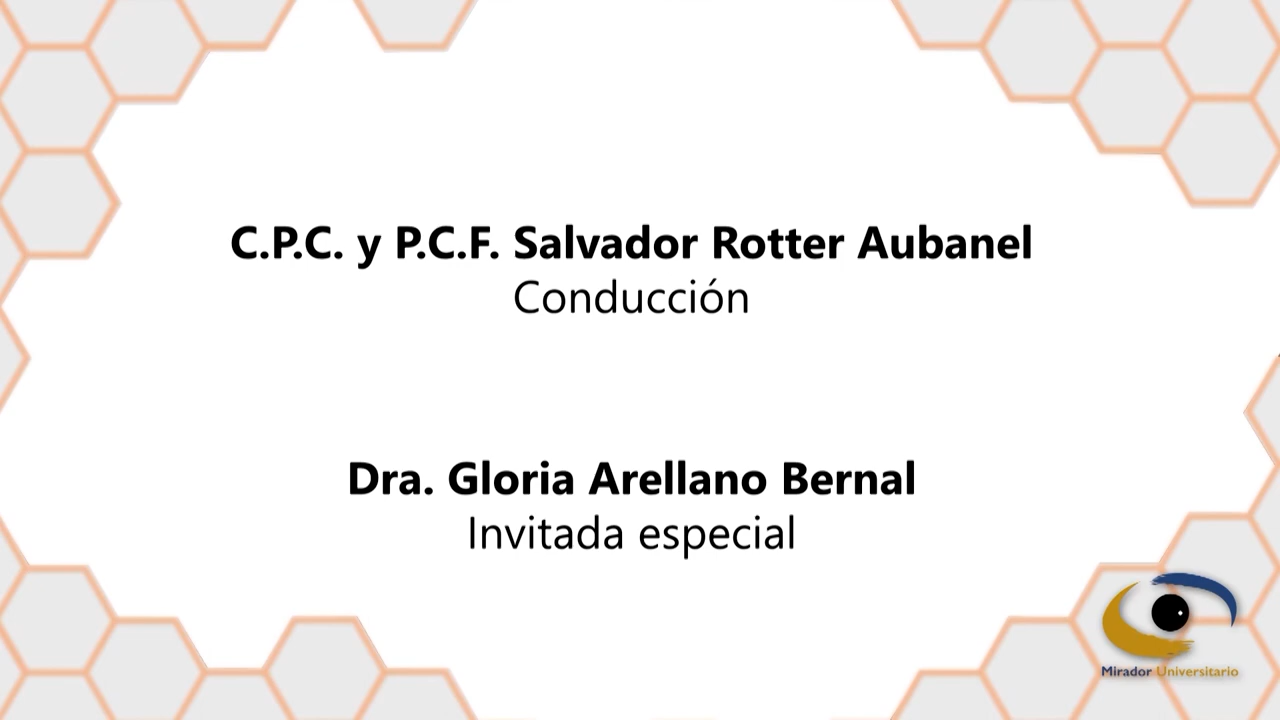 C.P.C. y P.C.F. Salvador Rotter Aubanel
Conducción
Dra. Gloria Arellano Bernal
Invitada especial
Mirador Universitario